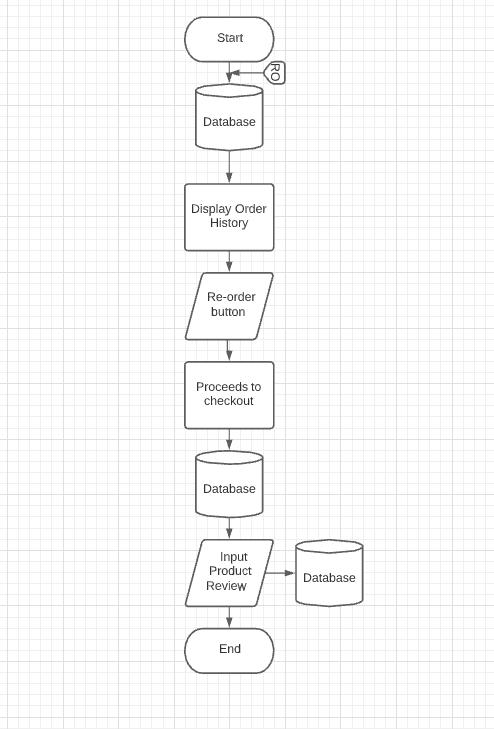 Start
RO
Database
Display Order
History
Re-order
button
Proceeds to
checkout
Database
Input
Product
Review
Database
End